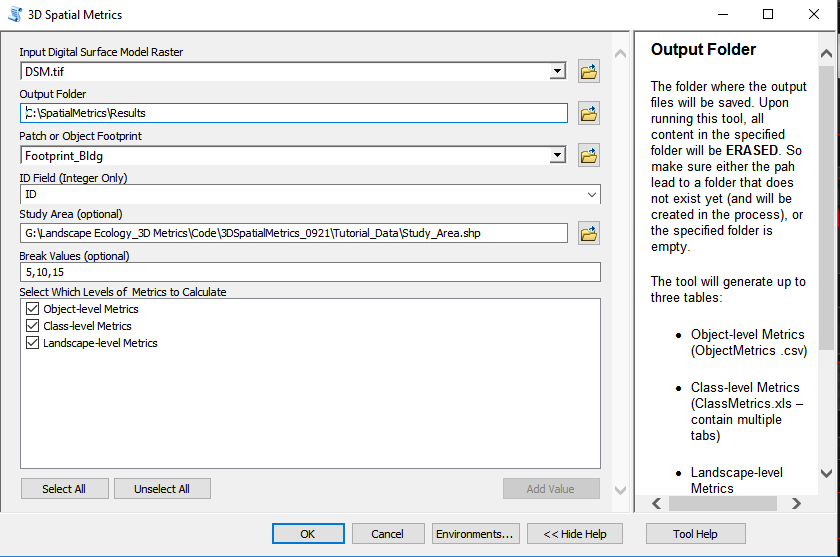 3D Spatial Metrics
Input Digital Surface Model Raster
DSM.tif
Output Folder
C:\SpatialMetrics\Results
Patch or Object Footprint
Footprint_Bldg
ID Field (Integer Only)
ID
Study Area (optional)
G:\Landscape Ecology_3D Metrics\Code\3DSpatialMetrics_0921\Tutorial_Data\Study_Area.shp
Break Values (optional)
5,10,15
Select Which Levels of Metrics to Calculate
Object-level Metrics
Class-level Metrics
Landscape-level Metrics
Select All
Unselect All
Add Value
OK
Cancel
Environments...
<< Hide Help
Tool Help
Output Folder
The folder where the output
files will be saved. Upon
running this tool, all
content in the specified
folder will be ERASED. So
make sure either the pah
lead to a folder that does
not exist yet (and will be
created in the process), or
the specified folder is
empty.
The tool will generate up to
three tables:
• Object-level Metrics
(ObjectMetrics .csv)
• Class-level Metrics
(ClassMetrics.xls –
contain multiple
tabs)
• Landscape-level
Metrics